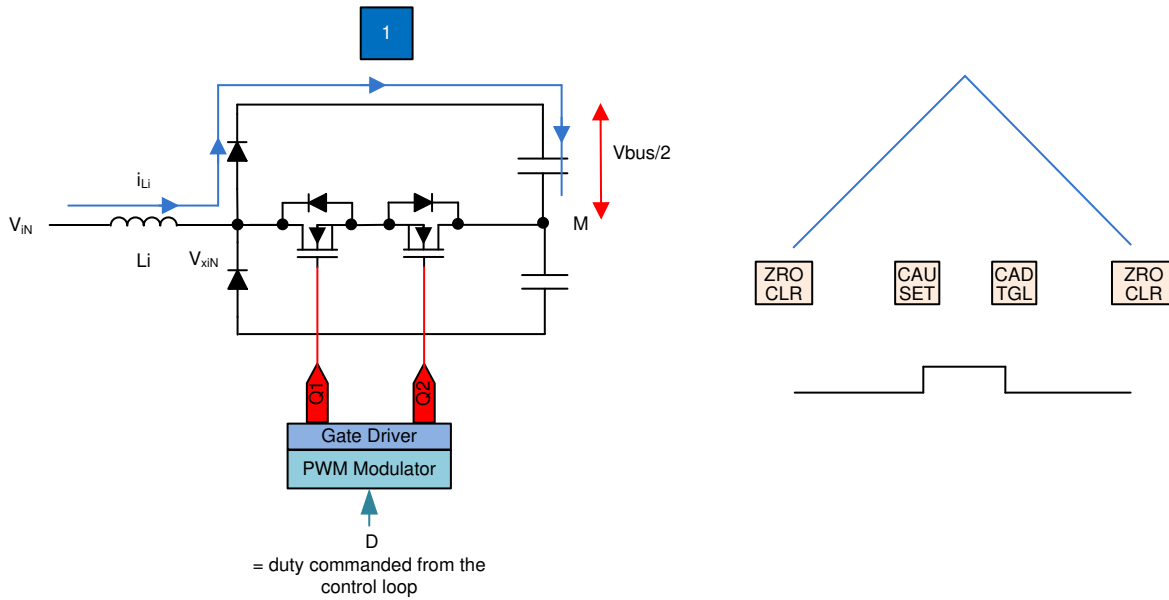 1
Vbus/2
iLi
ViN
Li
VxiN
M
Q1
Q2
Gate Driver
PWM Modulator
D
= duty commanded from the
control loop
ZRO
CLR
CAU
SET
CAD
TGL
ZRO
CLR